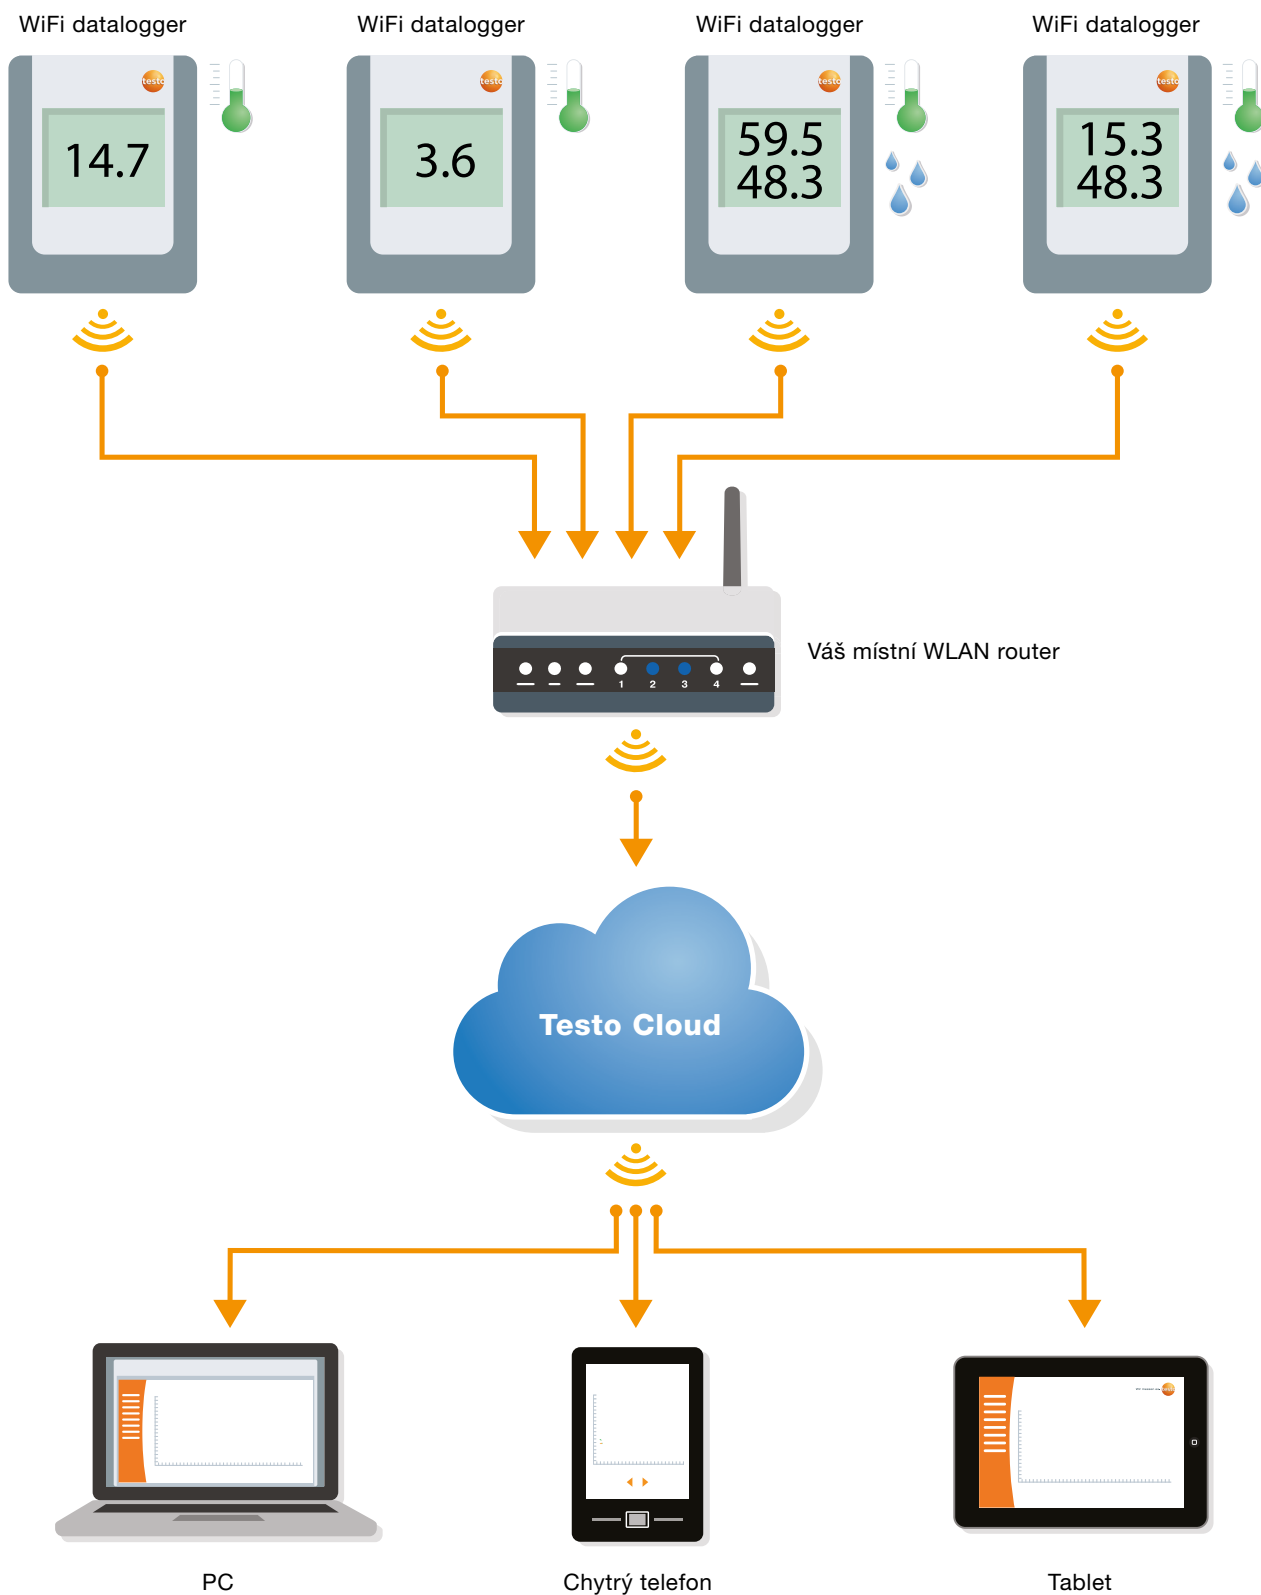 WiFi datalogger
WiFi datalogger
WiFi datalogger
WiFi datalogger
testo
testo
testo
testo
14.7
3.6
59.5
48.3
15.3
48.3
Váš místní WLAN router
1 2 3 4
Testo Cloud
testo
PC
Chytrý telefon
Tablet